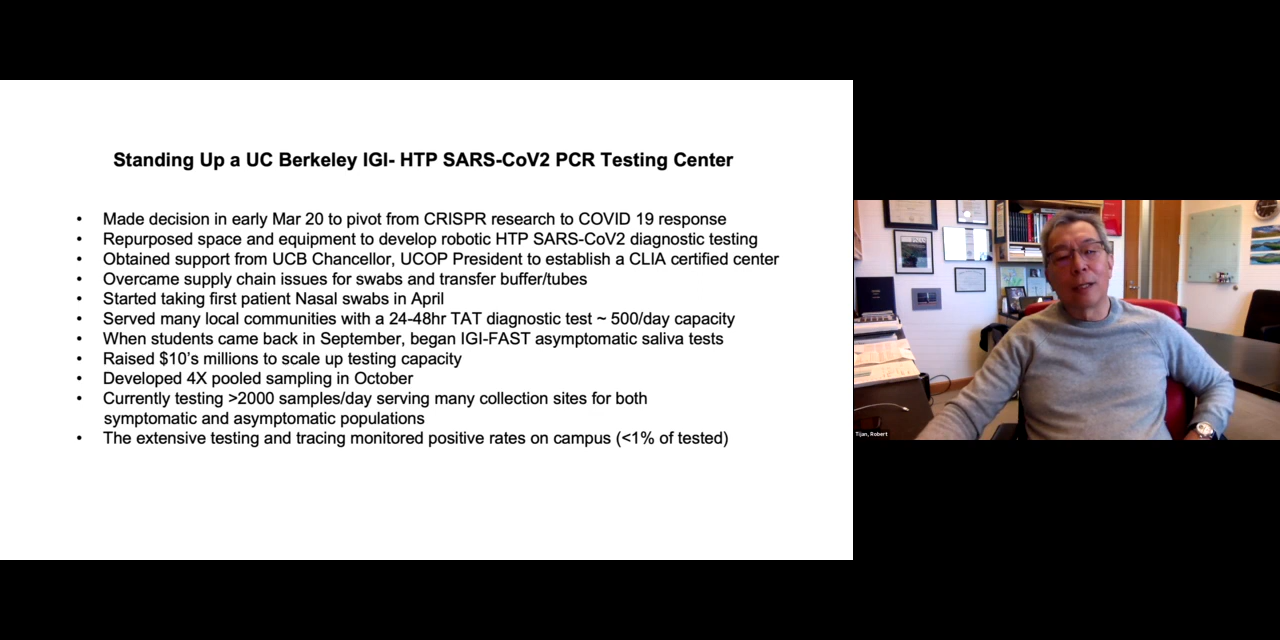 Standing Up a UC Berkeley IGI- HTP SARS-CoV2 PCR Testing Center
• Made decision in early Mar 20 to pivot from CRISPR research to COVID 19 response
• Repurposed space and equipment to develop robotic HTP SARS-CoV2 diagnostic testing
• Obtained support from UCB Chancellor, UCOP President to establish a CLIA certified center
• Overcame supply chain issues for swabs and transfer buffer/tubes
• Started taking first patient Nasal swabs in April
• Served many local communities with a 24-48hr TAT diagnostic test ~ 500/day capacity
• When students came back in September, began IGI-FAST asymptomatic saliva tests
• Raised $10's millions to scale up testing capacity
• Developed 4X pooled sampling in October
• Currently testing >2000 samples/day serving many collection sites for both
symptomatic and asymptomatic populations
• The extensive testing and tracing monitored positive rates on campus (<1% of tested)
Tijan, Robert